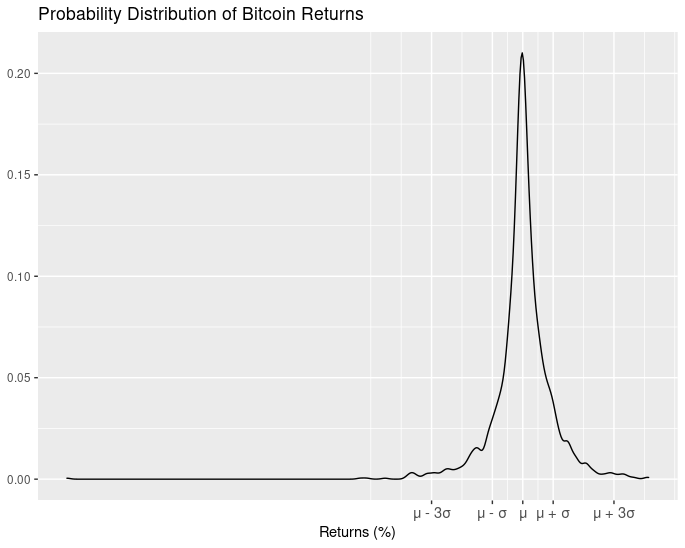 Probability Distribution of Bitcoin Returns
0.20
0.15
0.10
0.05
0.00
μ - 3σ μ - σ μ μ + σ μ + 3σ
Returns (%)